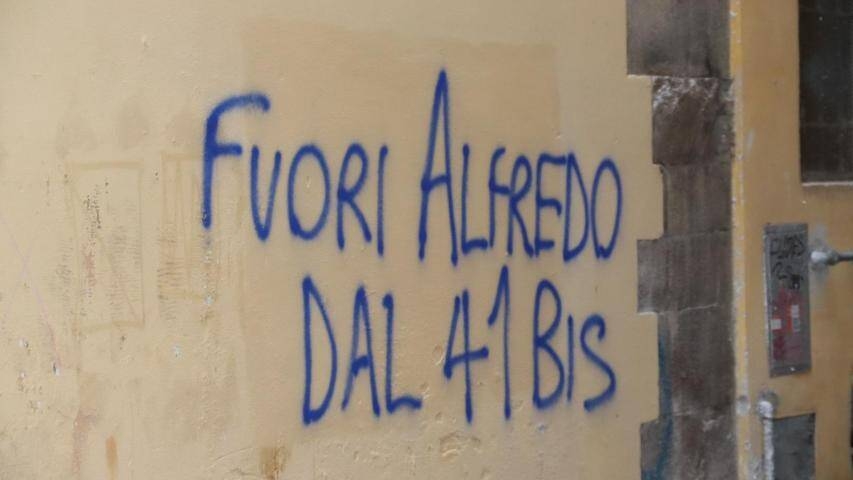 FUORI ALFREDO
DAL 41 BIS